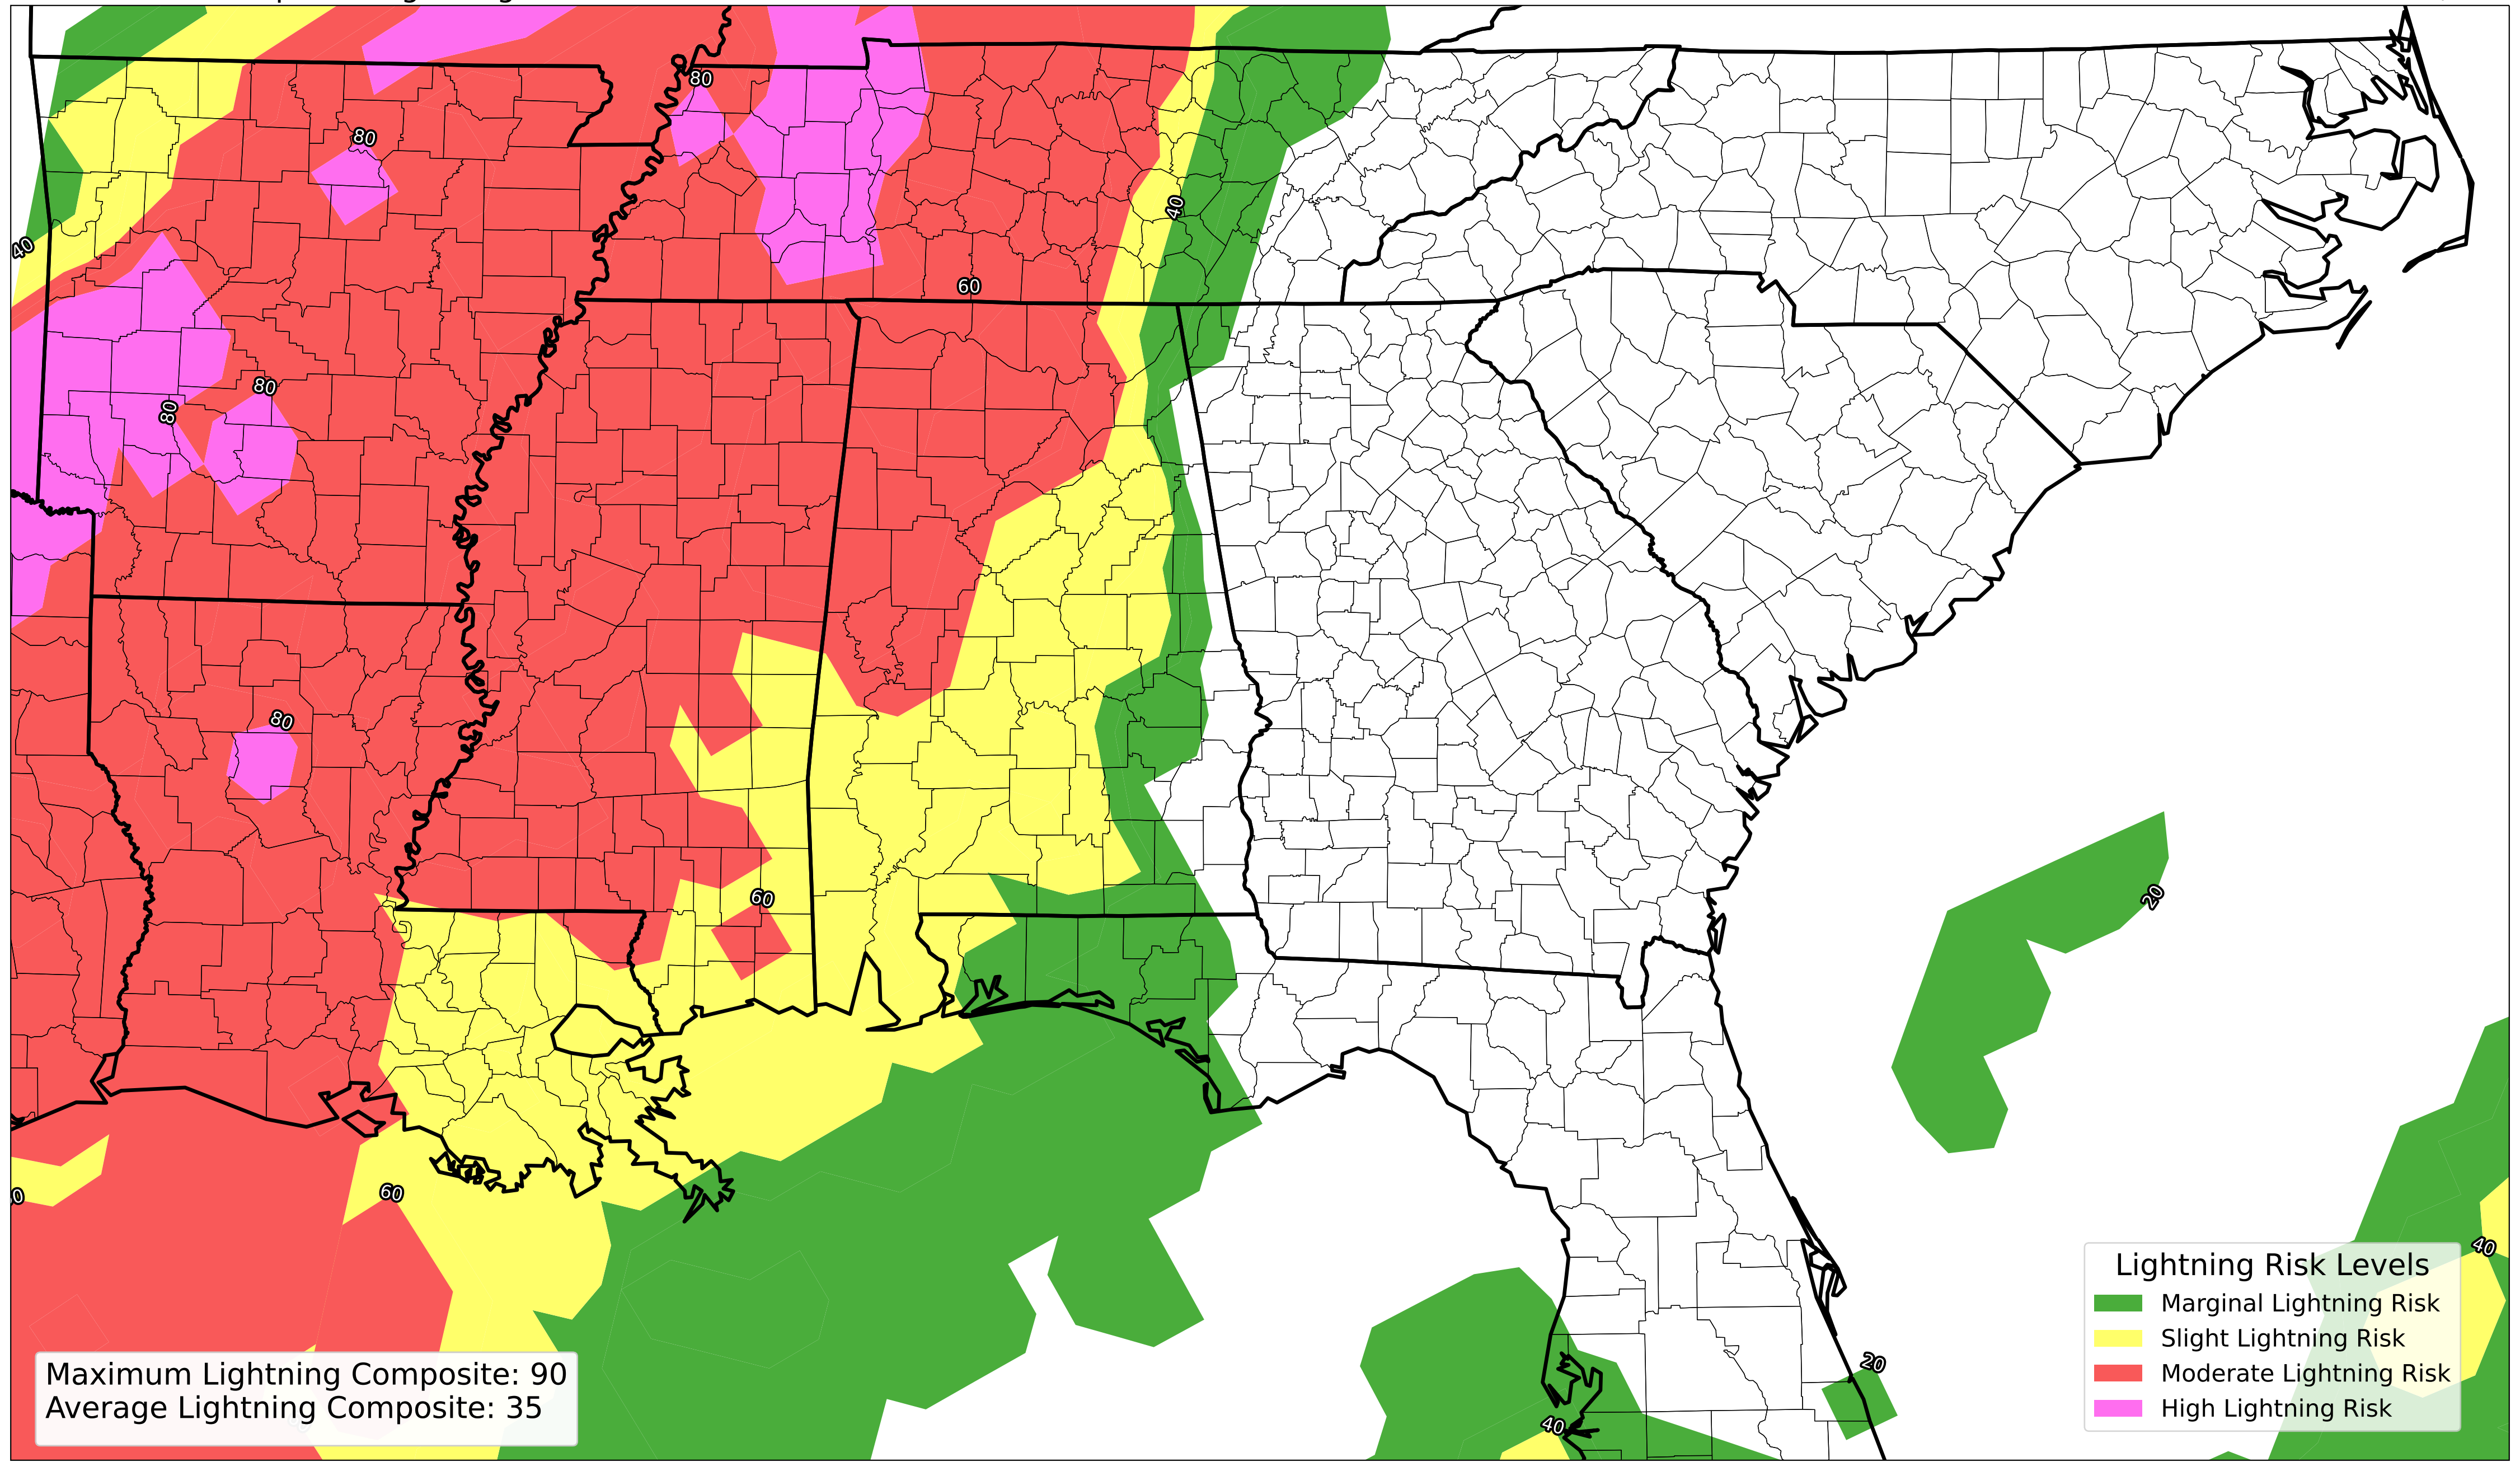 80
80
40
40
60
80
80
80
60
20
60
40
20
40
Lightning Risk Levels
Marginal Lightning Risk
Slight Lightning Risk
Moderate Lightning Risk
High Lightning Risk
Maximum Lightning Composite: 90
Average Lightning Composite: 35